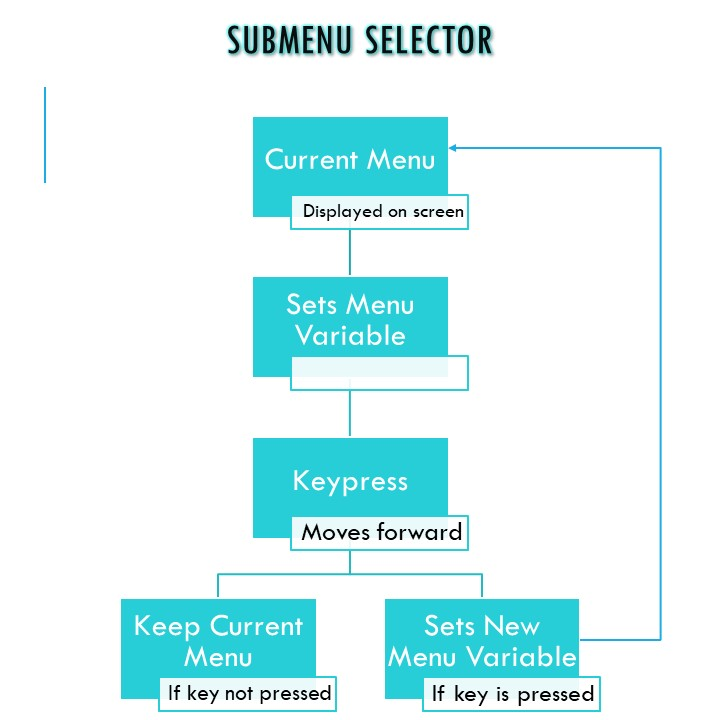 SUBMENU SELECTOR
Current Menu
Displayed on screen
Sets Menu
Variable
Keypress
Moves forward
Keep Current
Menu
If key not pressed
Sets New
Menu Variable
If key is pressed